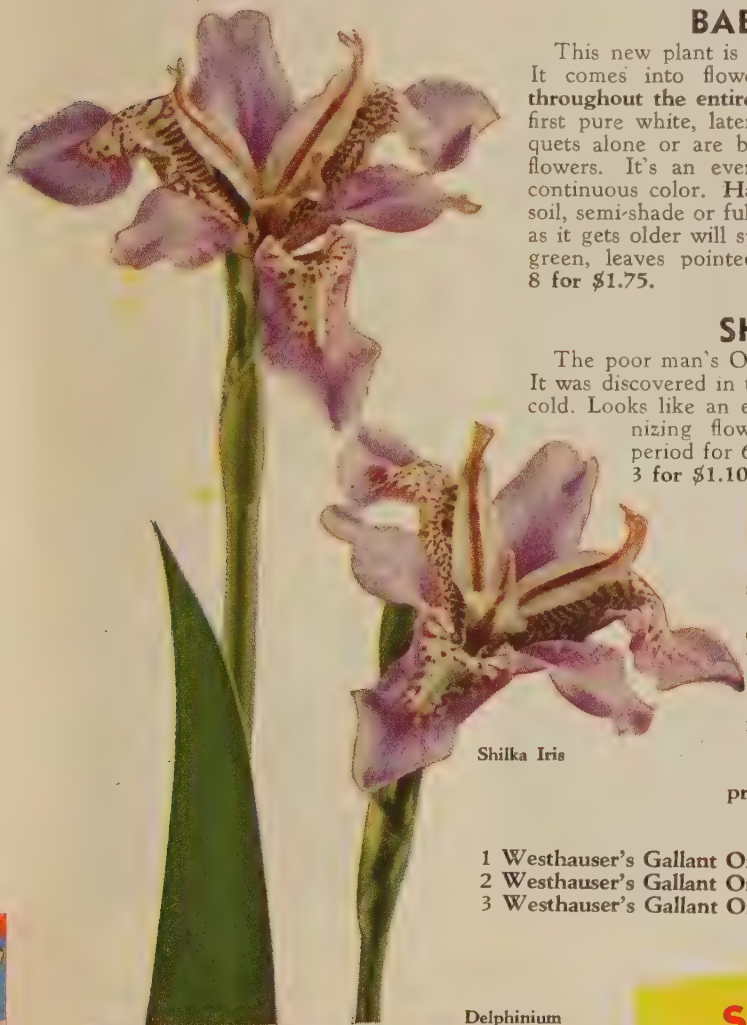 BAB
This new plant is
It comes into flow
throughout the entire
first pure white, later
quets alone or are b
flowers. It's an ever
continuous color. Ha
soil, semi-shade or ful
as it gets older will s
green, leaves pointed
8 for $1.75.
SH
The poor man's O
It was discovered in t
cold. Looks like an e
nizing flow
period for 6
3 for $1.10
Shilka Iris
pr
1 Westhauser's Gallant O
2 Westhauser's Gallant O
3 Westhauser's Gallant O
Delphinium
S